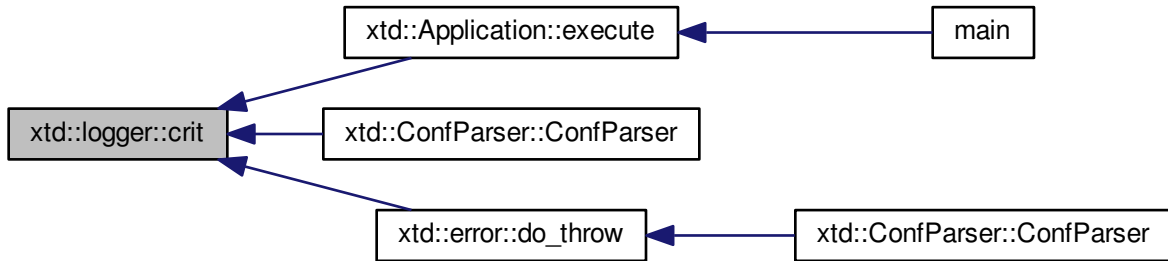 xtd::Application::execute
main
xtd::logger::crit
xtd::ConfParser::ConfParser
xtd::error::do_throw
xtd::ConfParser::ConfParser